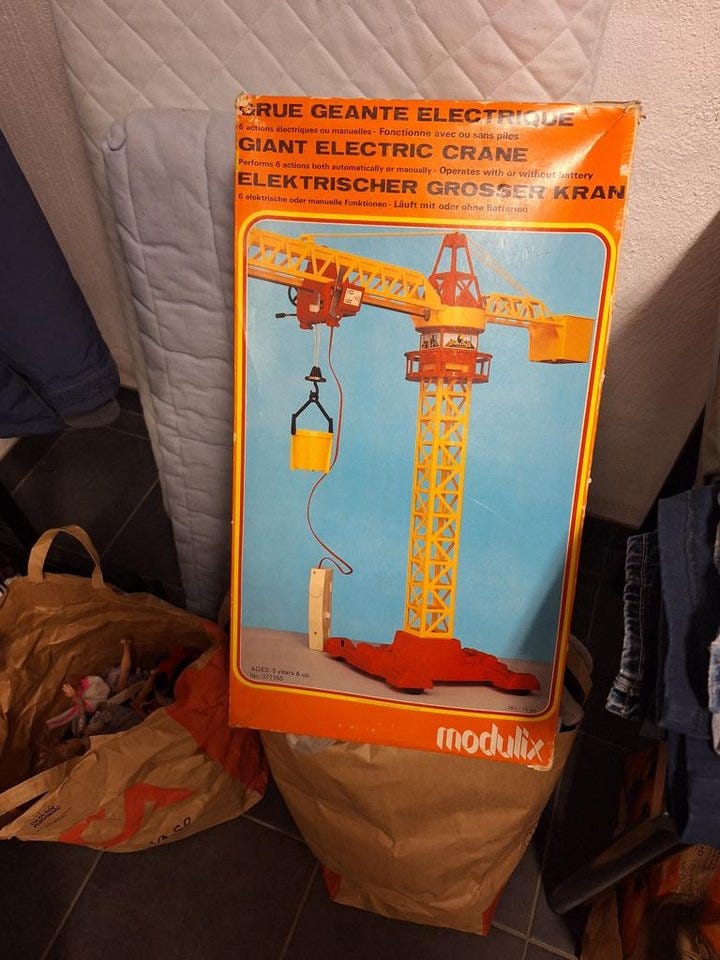 GRUE GEANTE ELECTRIQUE
6 actions électriques ou manuelles - Fonctionne avec ou sans piles
GIANT ELECTRIC CRANE
Performs 6 actions both automatically or manually - Operates with or without battery
ELEKTRISCHER GROSSER KRAN
6 elektrische oder manuelle Funktionen - Läuft mit oder ohne Batterien
AGES: 5 years & up
No. 077155
modulix